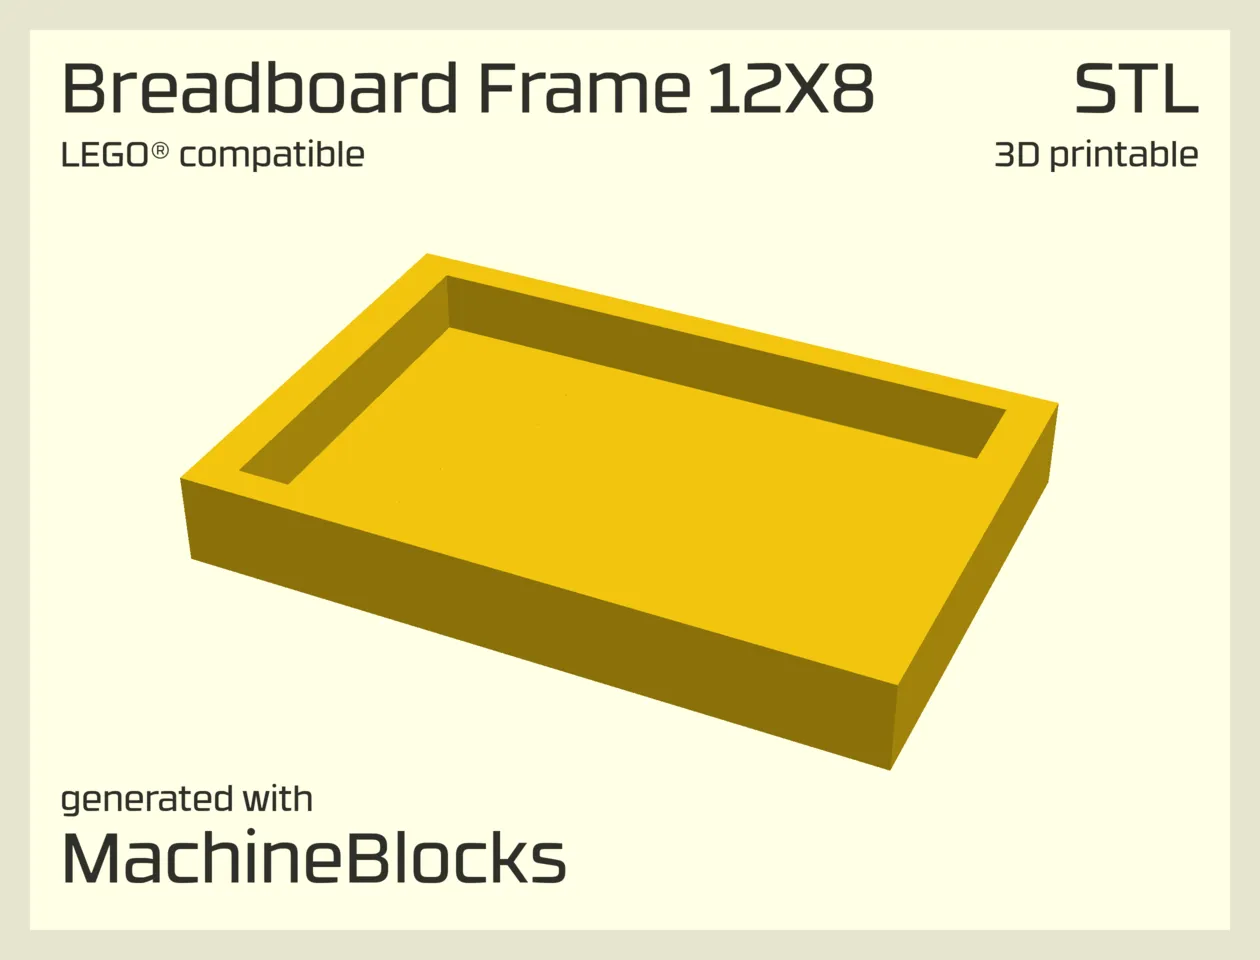 Breadboard Frame 12X8
STL
LEGO® compatible
3D printable
generated with
MachineBlocks